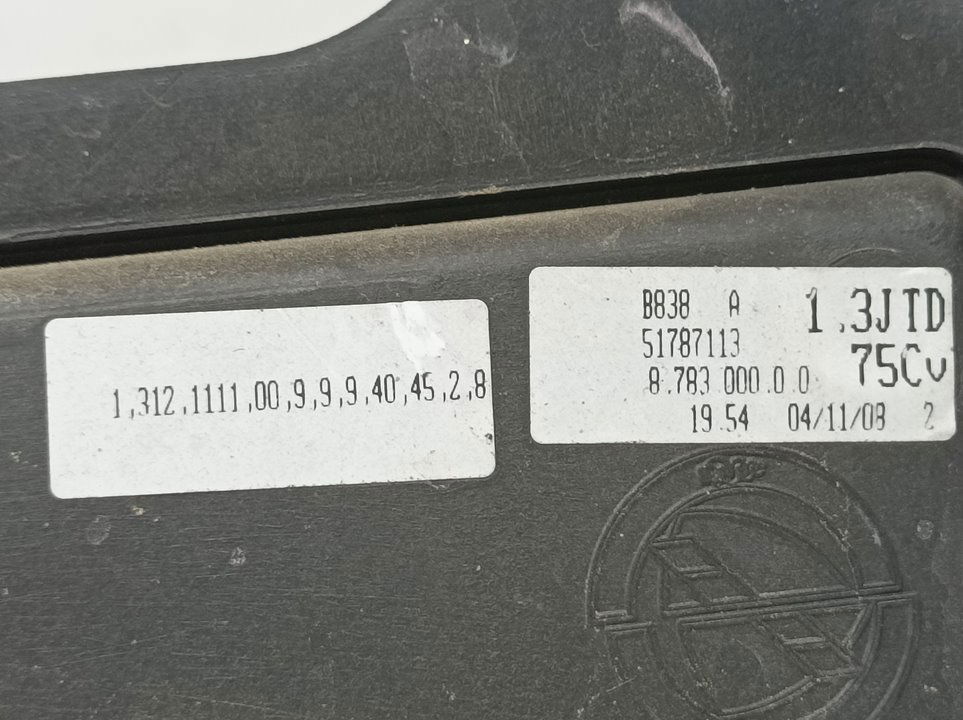 1,312,1111,00,9,9,9,40,45,2,8
B838 A 1.3JTD
51787113
75Cv
8.783.000.0.0
19.54 04/11/08 2